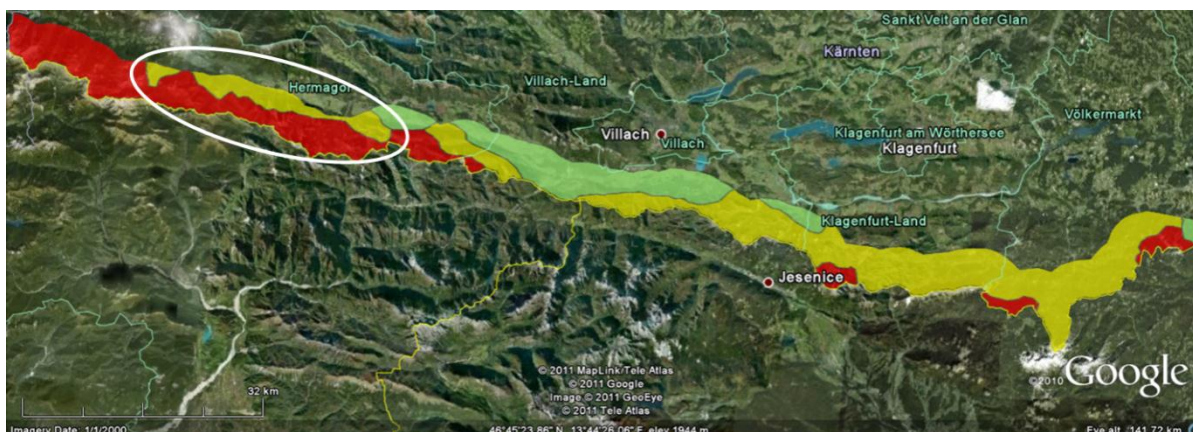 Sankt Veit an der Glan
Kärnten
Hermagor
Villach-Land
Völkermarkt
Villach
Villach
Klagenfurt am Wörthersee
Klagenfurt
Klagenfurt-Land
Jesenice
© 2011 MapLink/Tele Atlas
© 2011 Google
Image © 2011 GeoEye
© 2011 Tele Atlas
©2010 Google
32 km
Imagery Date: 1/1/2000
46°45'23.86" N 13°44'26.06" E elev 1944 m
Eye alt 141.72 km